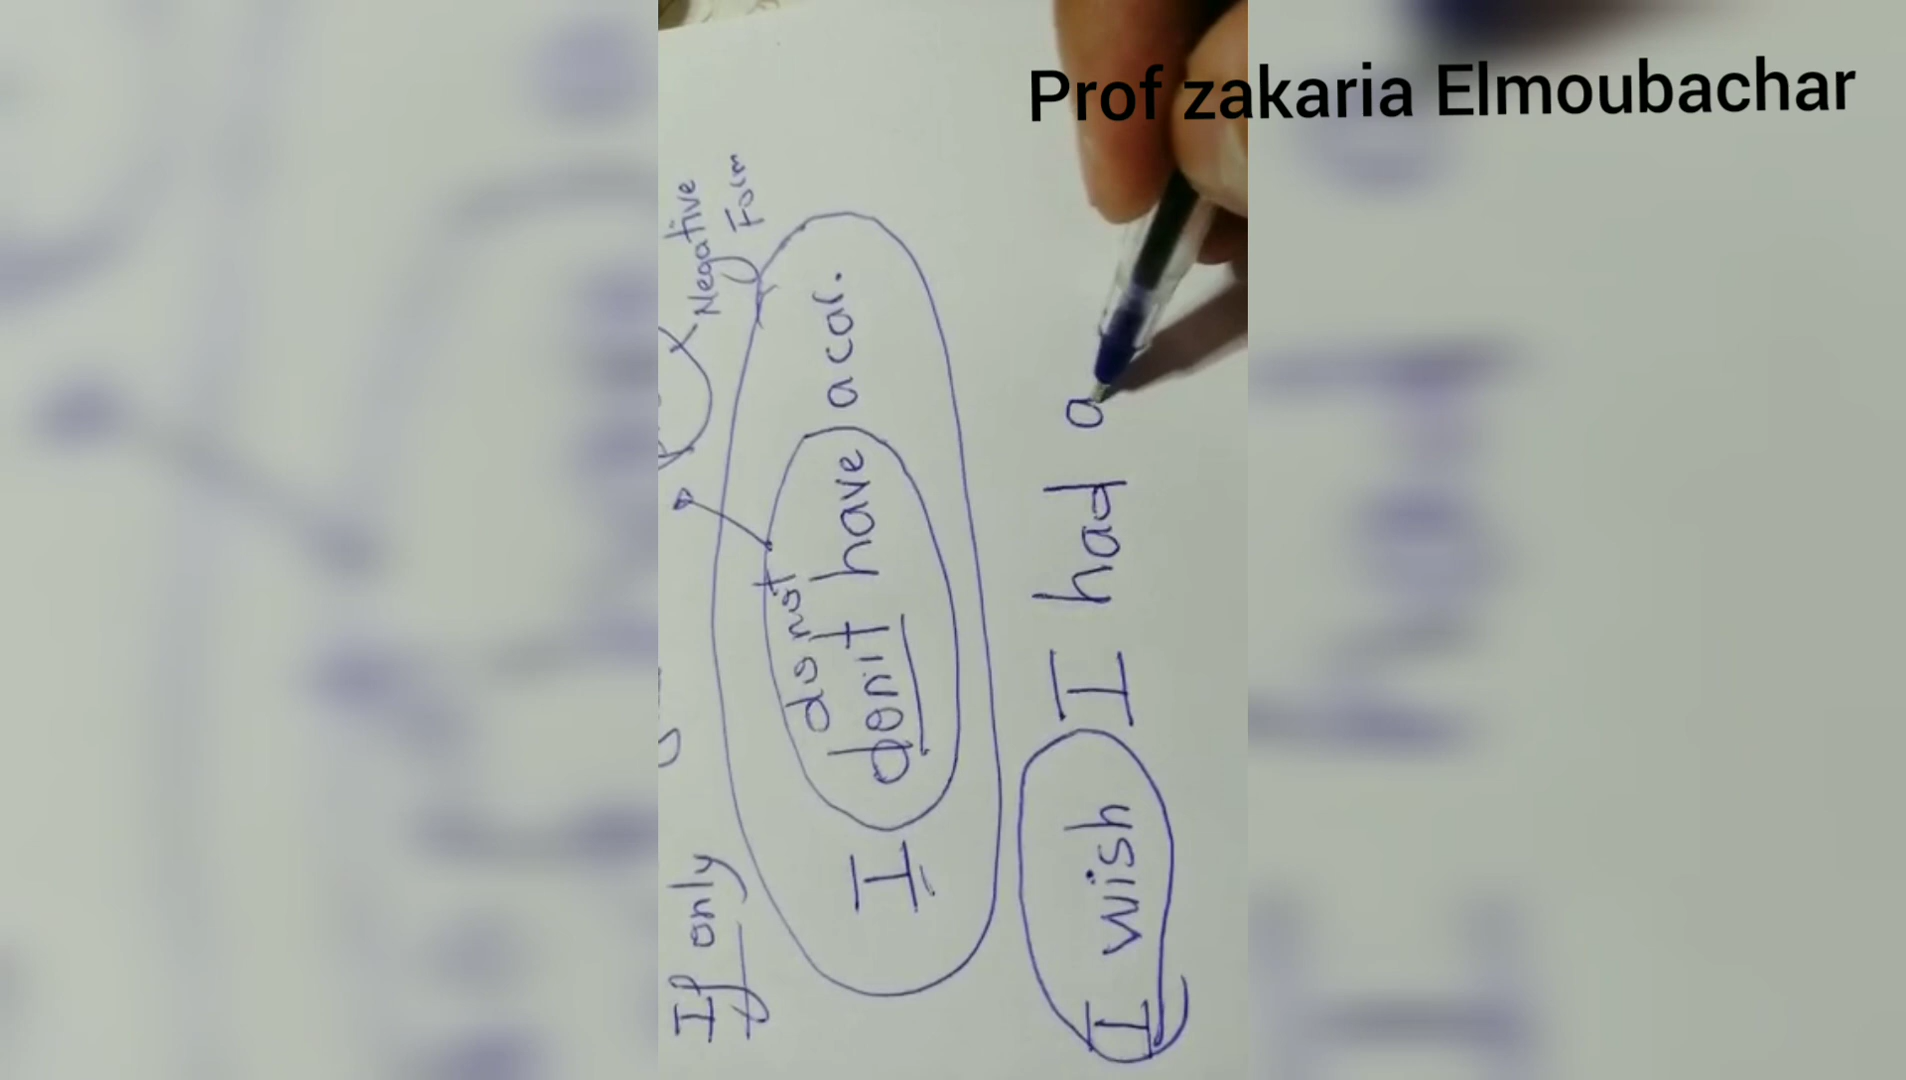 Prof zakaria Elmoubachar
If only
Negative
Form
do not
I don't have a car.
I wish I had a